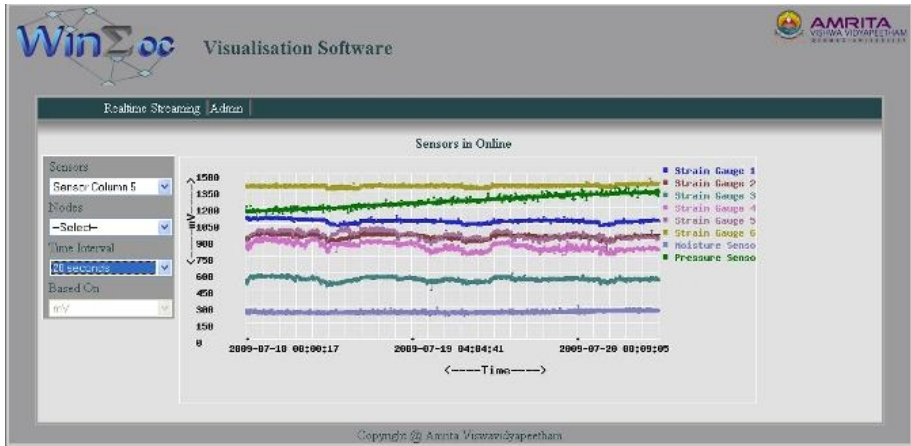 WinΣoc
Visualisation Software
AMRITA
VISHWA VIDYAPEETHAM
Realtime Streaming | Admin |
Sensors in Online
Sensors
Sensor Column 5
Nodes
--Select--
Time Interval
20 seconds
Based On
mV
1500
1350
1200
1050
900
750
600
450
300
150
0
<----mV---->
2009-07-18 00:00:17
2009-07-19 04:04:41
2009-07-20 08:09:05
<----Time---->
Strain Gauge 1
Strain Gauge 2
Strain Gauge 3
Strain Gauge 4
Strain Gauge 5
Strain Gauge 6
Moisture Senso
Pressure Senso
Copyright @ Amrita Viswavidyapeetham